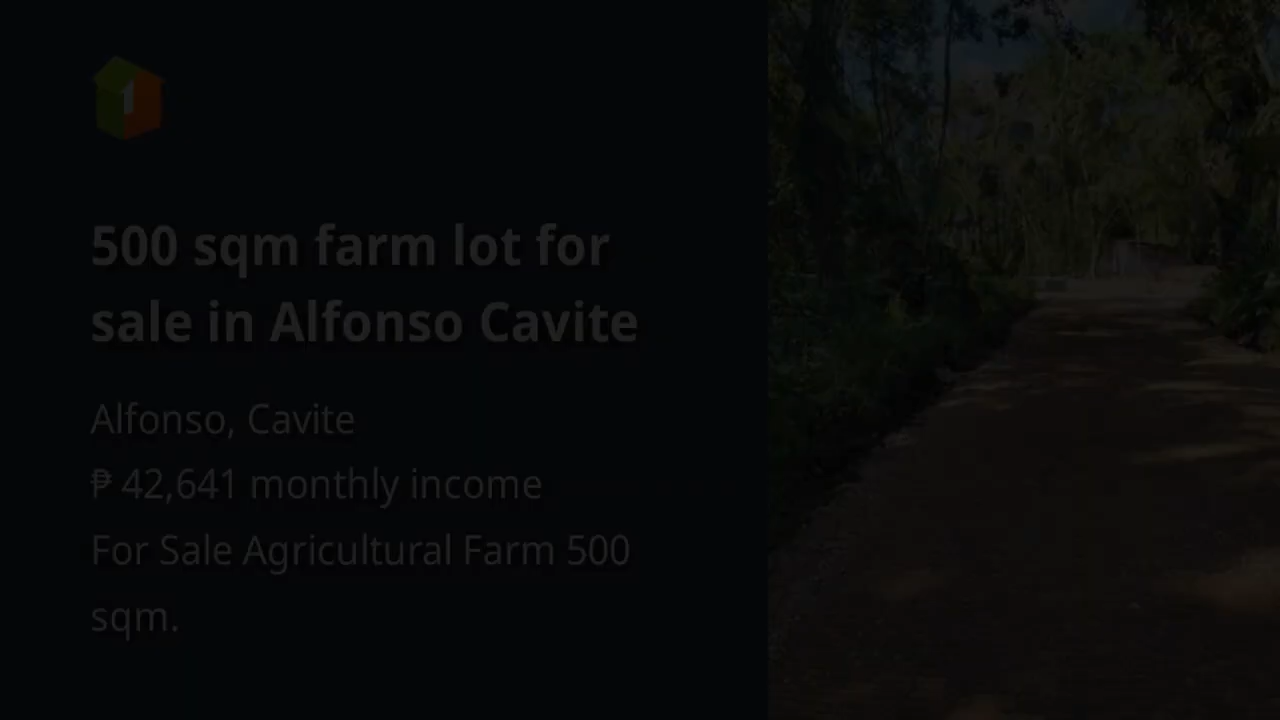 500 sqm farm lot for
sale in Alfonso Cavite
Alfonso, Cavite
₱ 42,641 monthly income
For Sale Agricultural Farm 500
sqm.